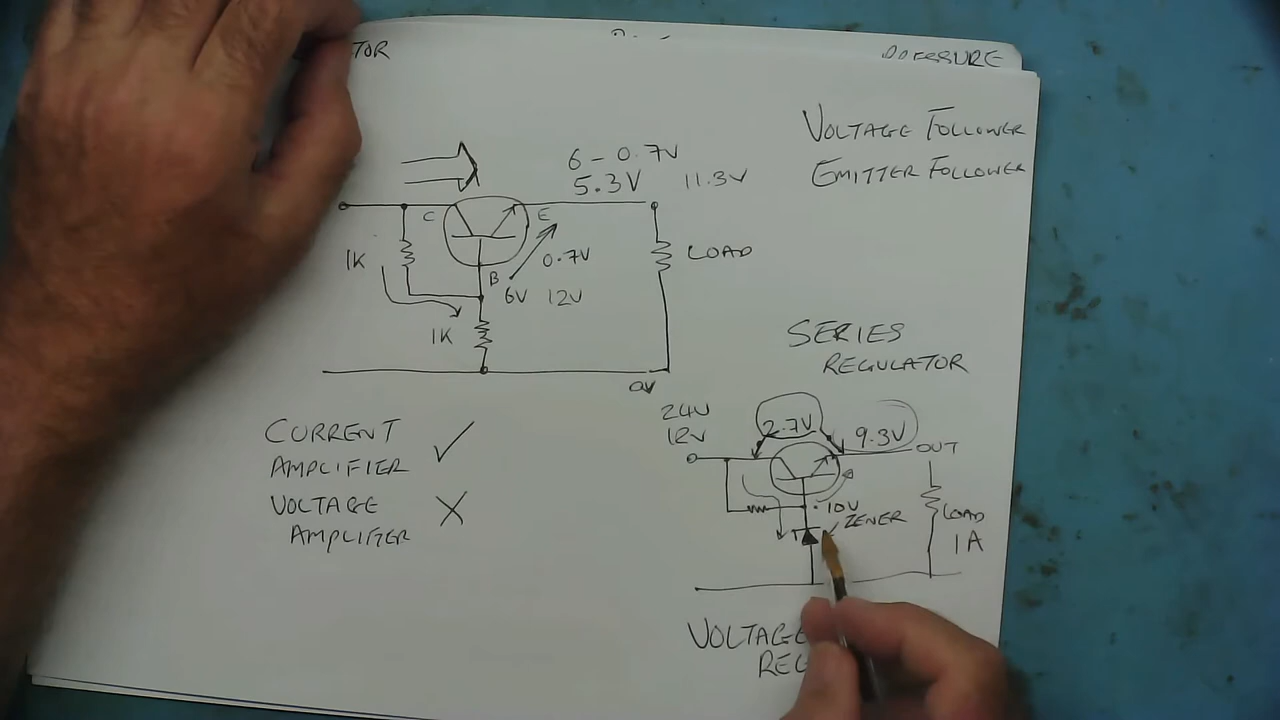 TOR
VOLTAGE FOLLOWER
EMITTER FOLLOWER
6 - 0.7V
5.3V 11.3V
C E
1K 0.7V LOAD
B
6V 12V
1K
0V
SERIES
REGULATOR
CURRENT
AMPLIFIER ✓
VOLTAGE
AMPLIFIER X
24V
12V 2.7V 9.3V
OUT
10V
ZENER
LOAD
1A
VOLTAGE
REG